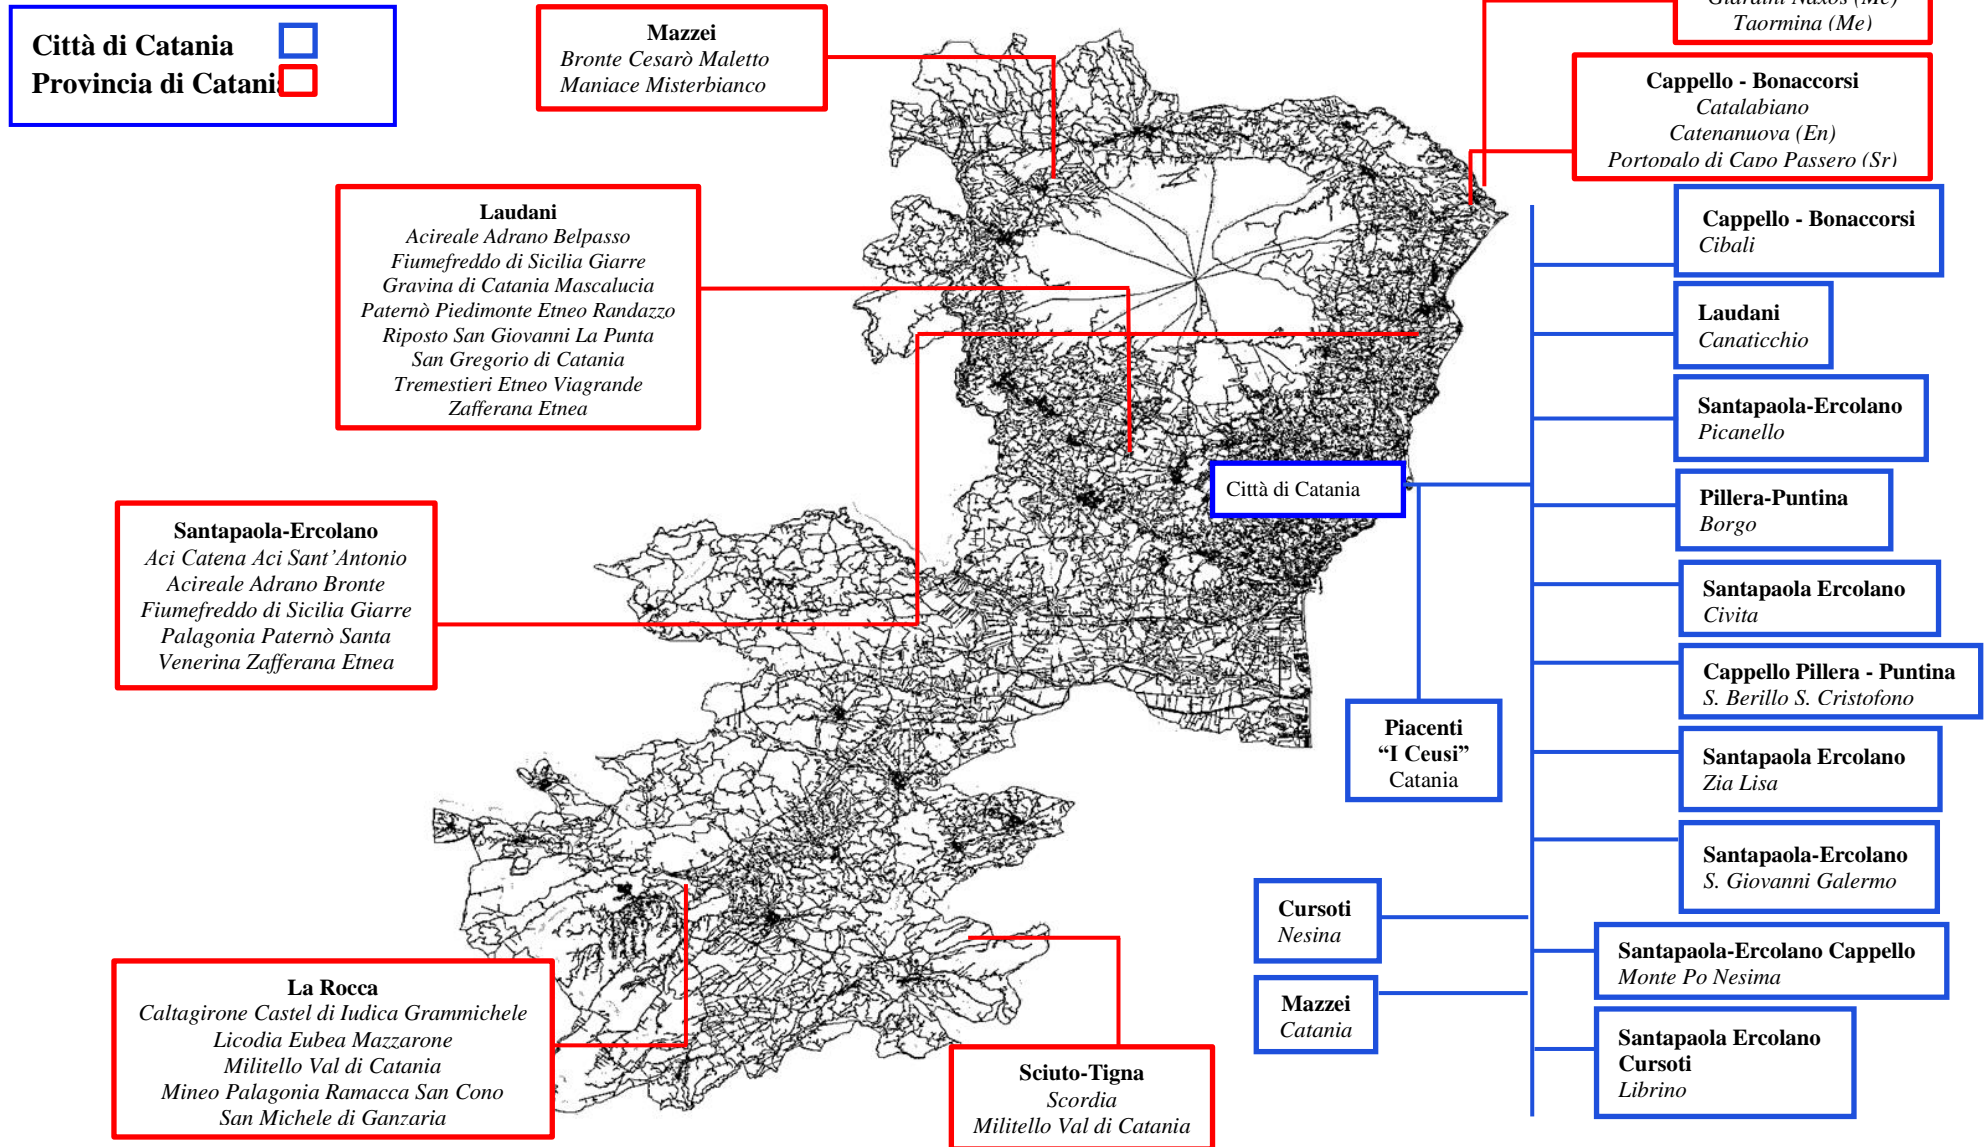 Città di Catania
Provincia di Catania
Mazzei
Bronte Cesarò Maletto
Maniace Misterbianco
Giardini Naxos (Me)
Taormina (Me)
Cappello - Bonaccorsi
Catalabiano
Catenanuova (En)
Portopalo di Capo Passero (Sr)
Laudani
Acireale Adrano Belpasso
Fiumefreddo di Sicilia Giarre
Gravina di Catania Mascalucia
Paternò Piedimonte Etneo Randazzo
Riposto San Giovanni La Punta
San Gregorio di Catania
Tremestieri Etneo Viagrande
Zafferana Etnea
Cappello - Bonaccorsi
Cibali
Laudani
Canaticchio
Santapaola-Ercolano
Picanello
Città di Catania
Pillera-Puntina
Borgo
Santapaola-Ercolano
Aci Catena Aci Sant’Antonio
Acireale Adrano Bronte
Fiumefreddo di Sicilia Giarre
Palagonia Paternò Santa
Venerina Zafferana Etnea
Santapaola Ercolano
Civita
Cappello Pillera - Puntina
S. Berillo S. Cristofono
Piacenti
“I Ceusi”
Catania
Santapaola Ercolano
Zia Lisa
Santapaola-Ercolano
S. Giovanni Galermo
Cursoti
Nesina
Santapaola-Ercolano Cappello
Monte Po Nesima
Mazzei
Catania
Santapaola Ercolano
Cursoti
Librino
La Rocca
Caltagirone Castel di Iudica Grammichele
Licodia Eubea Mazzarone
Militello Val di Catania
Mineo Palagonia Ramacca San Cono
San Michele di Ganzaria
Sciuto-Tigna
Scordia
Militello Val di Catania